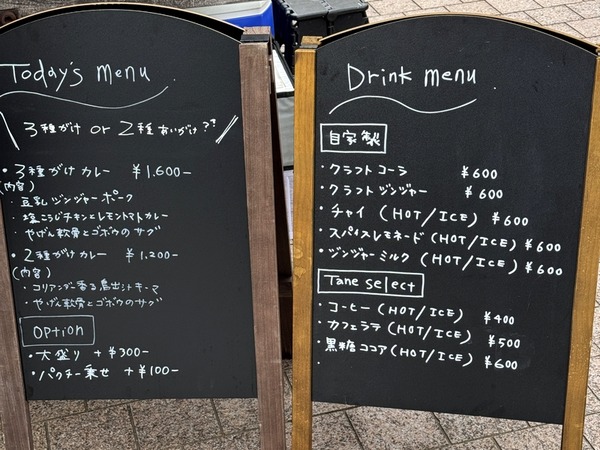 Today's menu
3種がけ or 2種あいがけ??
・3種がけカレー ¥1.600-
(内容)
・豆乳ジンジャーポーク
・塩こうじチキンとレモントマトカレー
・やげん軟骨とゴボウのサグ
・2種がけカレー ¥1.200-
(内容)
・コリアンダー香る魚出汁キーマ
・やげん軟骨とゴボウのサグ
Option
・大盛り +¥300-
・パクチー乗せ +¥100-
Drink menu
自家製
・クラフトコーラ ¥600
・クラフトジンジャー ¥600
・チャイ (HOT/ICE) ¥600
・スパイスレモネード (HOT/ICE) ¥600
・ジンジャーミルク (HOT/ICE) ¥600
Tane select
・コーヒー (HOT/ICE) ¥400
・カフェラテ (HOT/ICE) ¥500
・黒糖ココア (HOT/ICE) ¥600